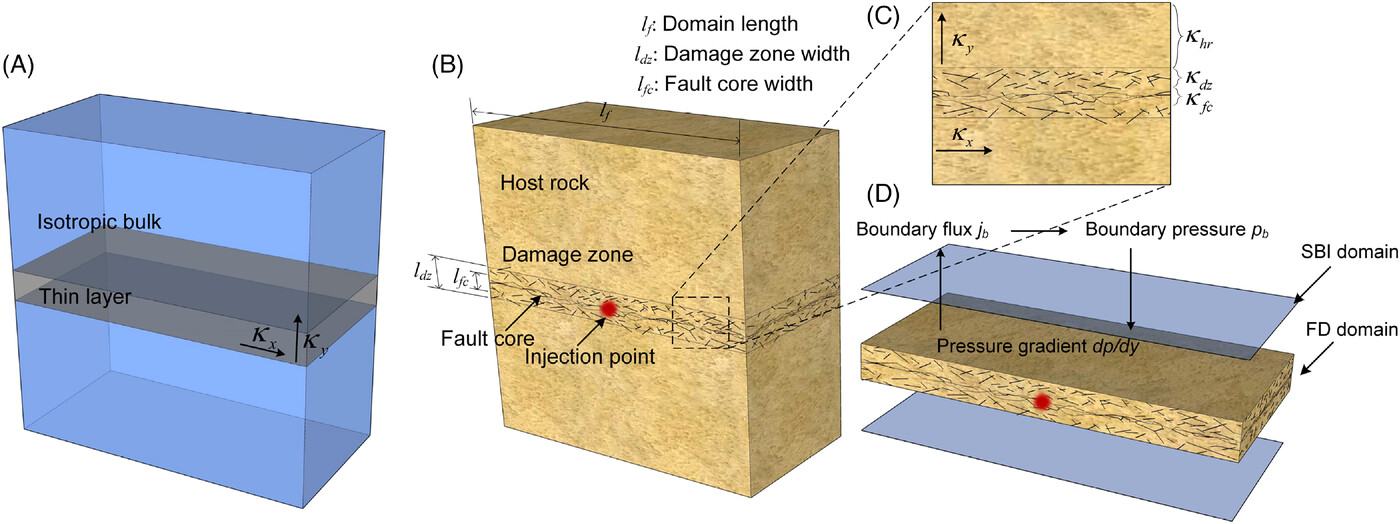 (A)
Isotropic bulk
Thin layer
κx
κy
(B)
lf: Domain length
ldz: Damage zone width
lfc: Fault core width
lf
Host rock
Damage zone
ldz
lfc
Fault core
Injection point
(C)
κy
κx
κhr
κdz
κfc
(D)
Boundary flux jb
Boundary pressure pb
SBI domain
FD domain
Pressure gradient dp/dy